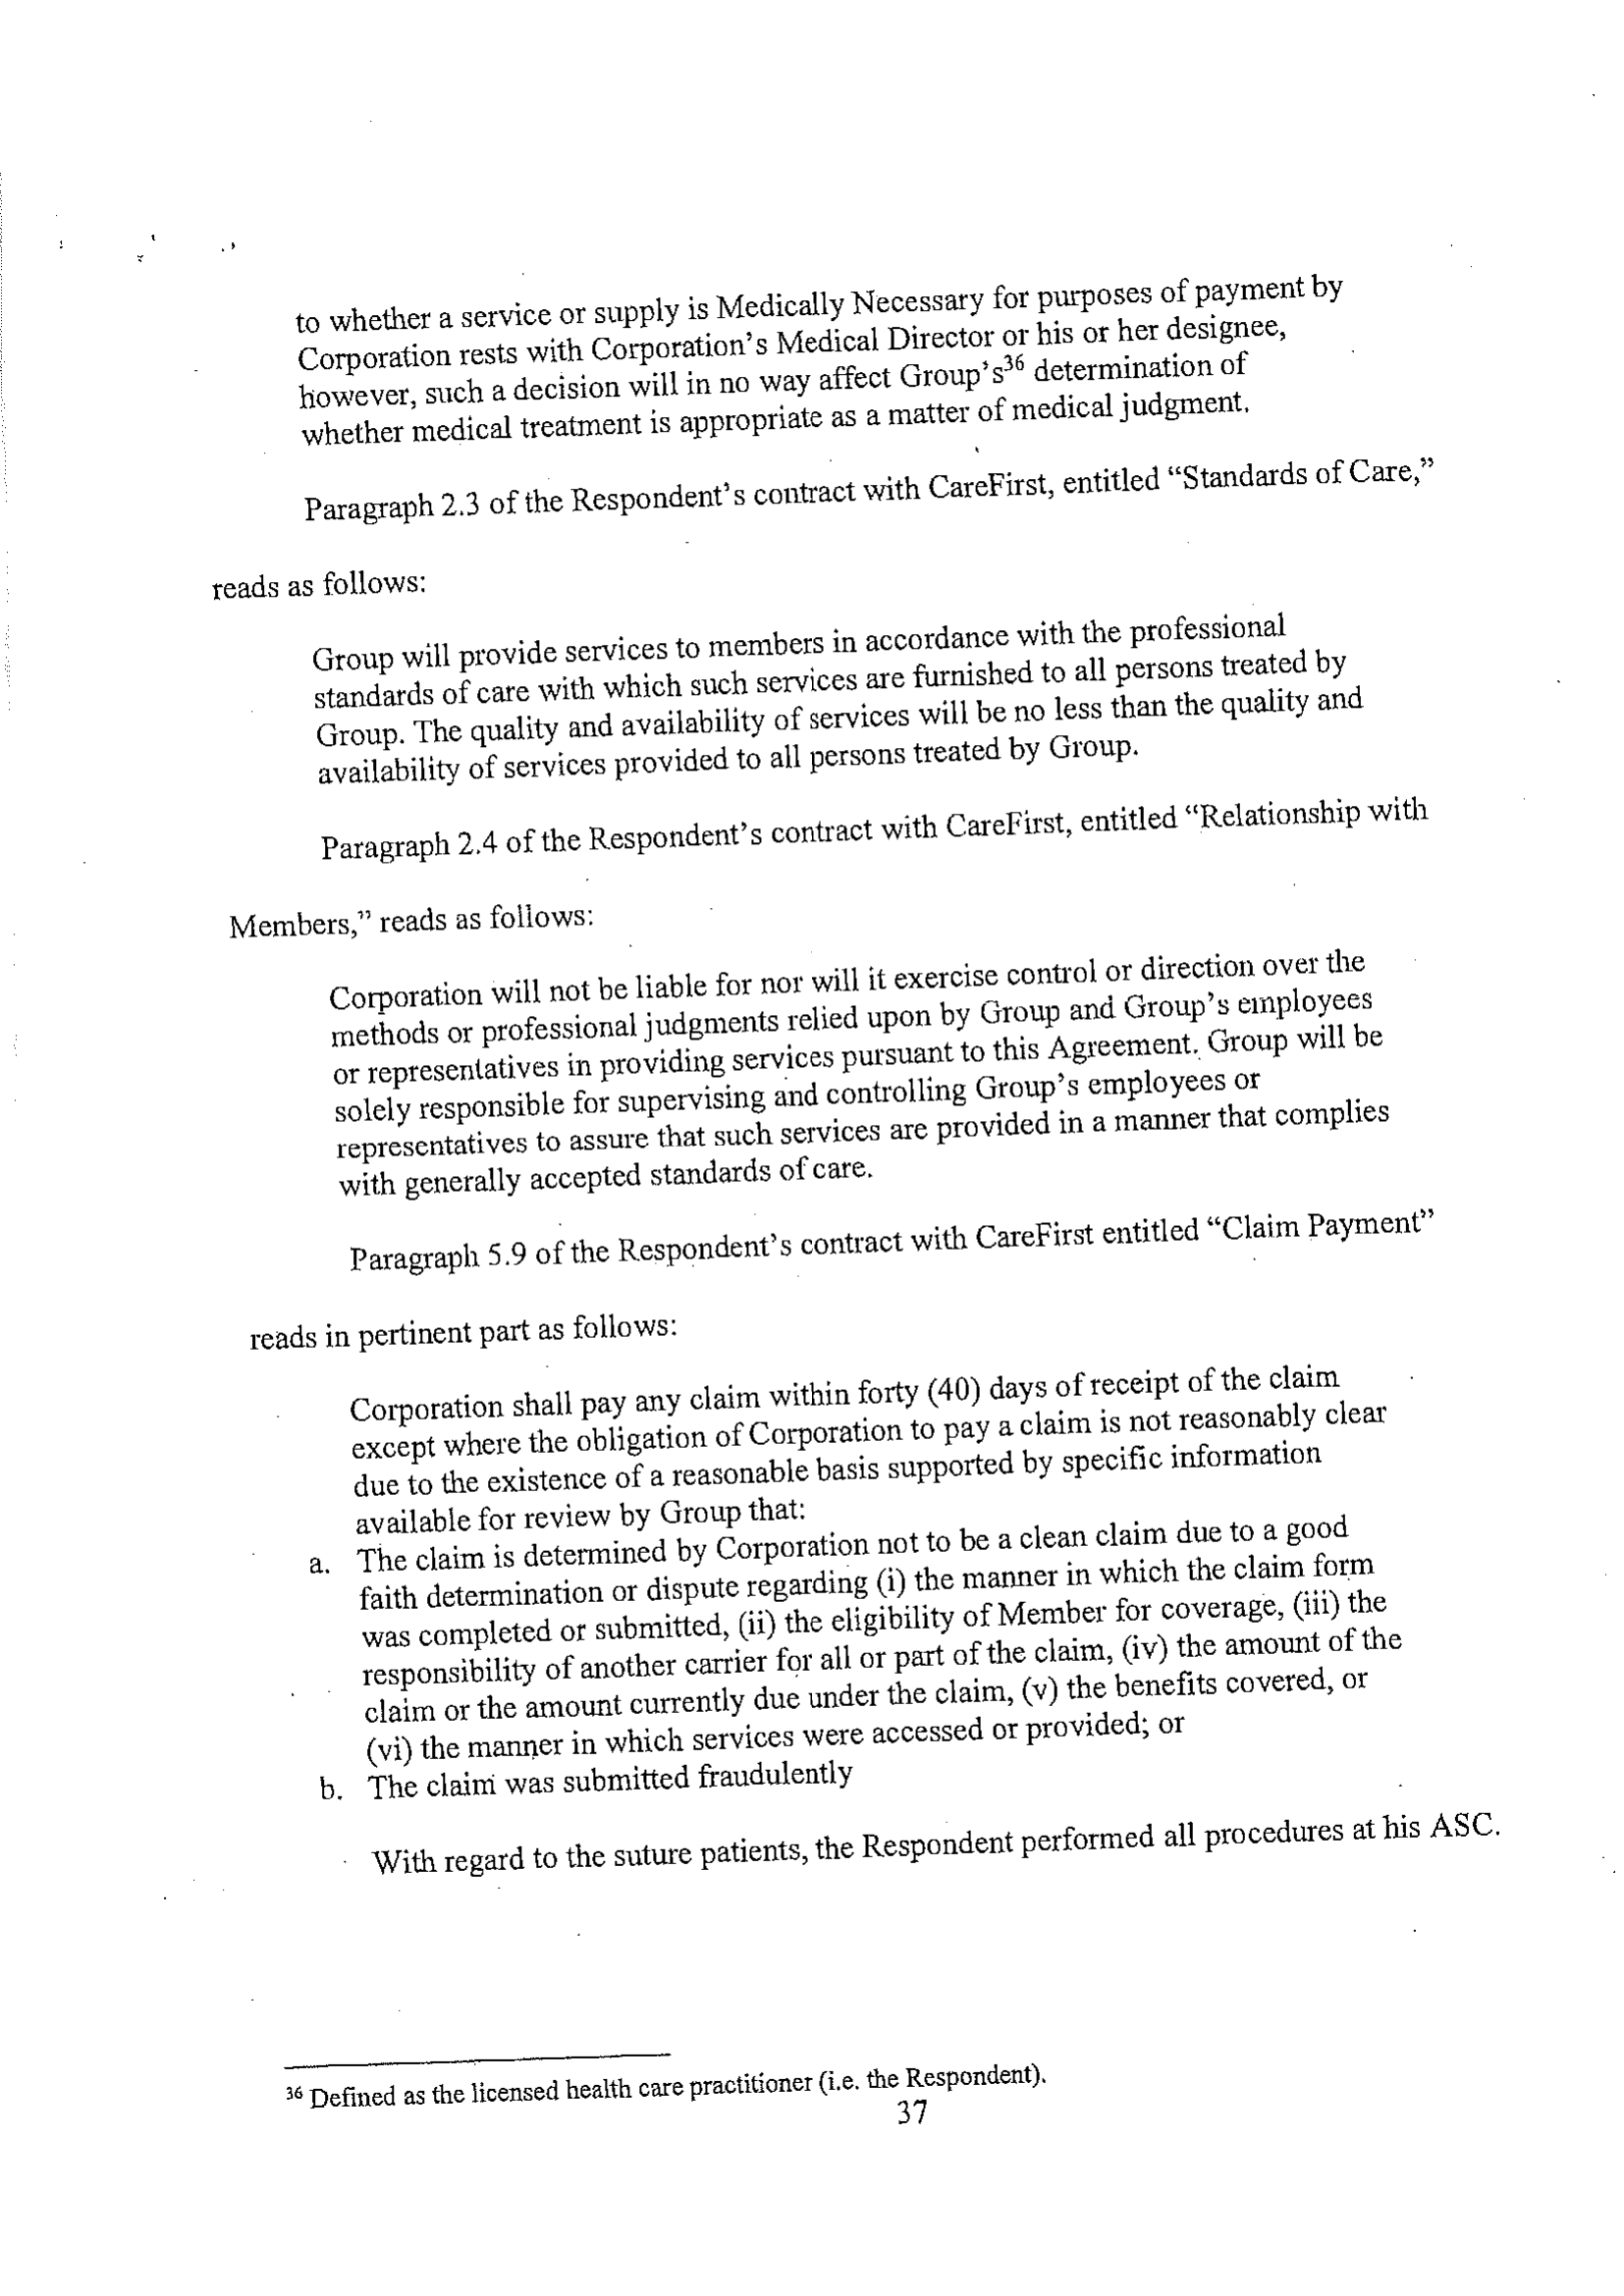 to whether a service or supply is Medically Necessary for purposes of payment by
Corporation rests with Corporation's Medical Director or his or her designee,
however, such a decision will in no way affect Group's³⁶ determination of
whether medical treatment is appropriate as a matter of medical judgment.
Paragraph 2.3 of the Respondent's contract with CareFirst, entitled “Standards of Care,”
reads as follows:
Group will provide services to members in accordance with the professional
standards of care with which such services are furnished to all persons treated by
Group. The quality and availability of services will be no less than the quality and
availability of services provided to all persons treated by Group.
Paragraph 2.4 of the Respondent's contract with CareFirst, entitled “Relationship with
Members,” reads as follows:
Corporation will not be liable for nor will it exercise control or direction over the
methods or professional judgments relied upon by Group and Group's employees
or representatives in providing services pursuant to this Agreement. Group will be
solely responsible for supervising and controlling Group's employees or
representatives to assure that such services are provided in a manner that complies
with generally accepted standards of care.
Paragraph 5.9 of the Respondent's contract with CareFirst entitled “Claim Payment”
reads in pertinent part as follows:
Corporation shall pay any claim within forty (40) days of receipt of the claim
except where the obligation of Corporation to pay a claim is not reasonably clear
due to the existence of a reasonable basis supported by specific information
available for review by Group that:
a. The claim is determined by Corporation not to be a clean claim due to a good
faith determination or dispute regarding (i) the manner in which the claim form
was completed or submitted, (ii) the eligibility of Member for coverage, (iii) the
responsibility of another carrier for all or part of the claim, (iv) the amount of the
claim or the amount currently due under the claim, (v) the benefits covered, or
(vi) the manner in which services were accessed or provided; or
b. The claim was submitted fraudulently
With regard to the suture patients, the Respondent performed all procedures at his ASC.
³⁶ Defined as the licensed health care practitioner (i.e. the Respondent).
37